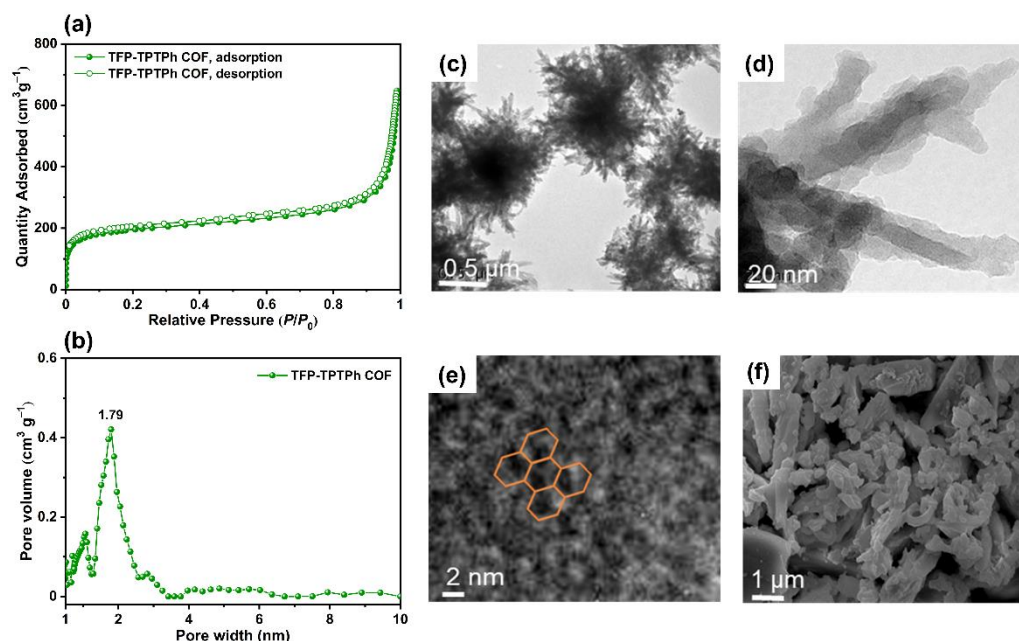 (a)
800
600
400
200
0
Quantity Adsorbed (cm³g⁻¹)
TFP-TPTPh COF, adsorption
TFP-TPTPh COF, desorption
0 0.2 0.4 0.6 0.8 1
Relative Pressure (P/P₀)
(b)
0.6
0.4
0.2
0
Pore volume (cm³ g⁻¹)
TFP-TPTPh COF
1.79
1 2 4 6 8 10
Pore width (nm)
(c)
0.5 µm
(d)
20 nm
(e)
2 nm
(f)
1 µm